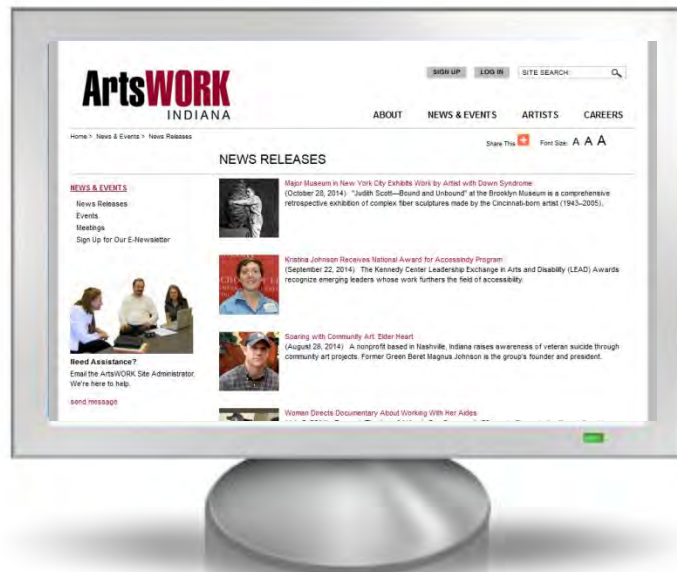 SIGN UP LOG IN SITE SEARCH:
ArtsWORK
INDIANA
ABOUT NEWS & EVENTS ARTISTS CAREERS
Home > News & Events > News Releases
Share This Font Size: A A A
NEWS RELEASES
NEWS & EVENTS
News Releases
Events
Meetings
Sign Up for Our E-Newsletter
Need Assistance?
Email the ArtsWORK Site Administrator.
We're here to help.
send message
Major Museum in New York City Exhibits Work by Artist with Down Syndrome
(October 28, 2014) "Judith Scott—Bound and Unbound" at the Brooklyn Museum is a comprehensive
retrospective exhibition of complex fiber sculptures made by the Cincinnati-born artist (1943–2005).
Kristina Johnson Receives National Award for AccessIndy Program
(September 22, 2014) The Kennedy Center Leadership Exchange in Arts and Disability (LEAD) Awards
recognize emerging leaders whose work furthers the field of accessibility.
Soaring with Community Art: Elder Heart
(August 28, 2014) A nonprofit based in Nashville, Indiana raises awareness of veteran suicide through
community art projects. Former Green Beret Magnus Johnson is the group's founder and president.
Woman Directs Documentary About Working With Her Aides